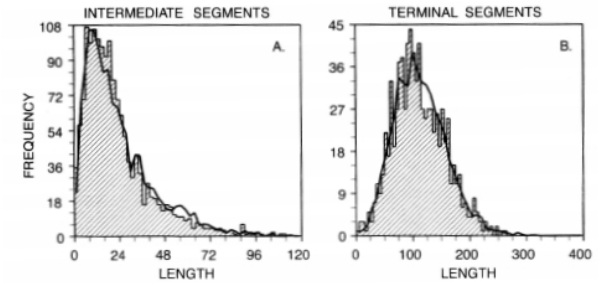 INTERMEDIATE SEGMENTS
TERMINAL SEGMENTS
108
90
72
54
36
18
0
FREQUENCY
A.
0 24 48 72 96 120
LENGTH
45
36
27
18
9
0
B.
0 100 200 300 400
LENGTH